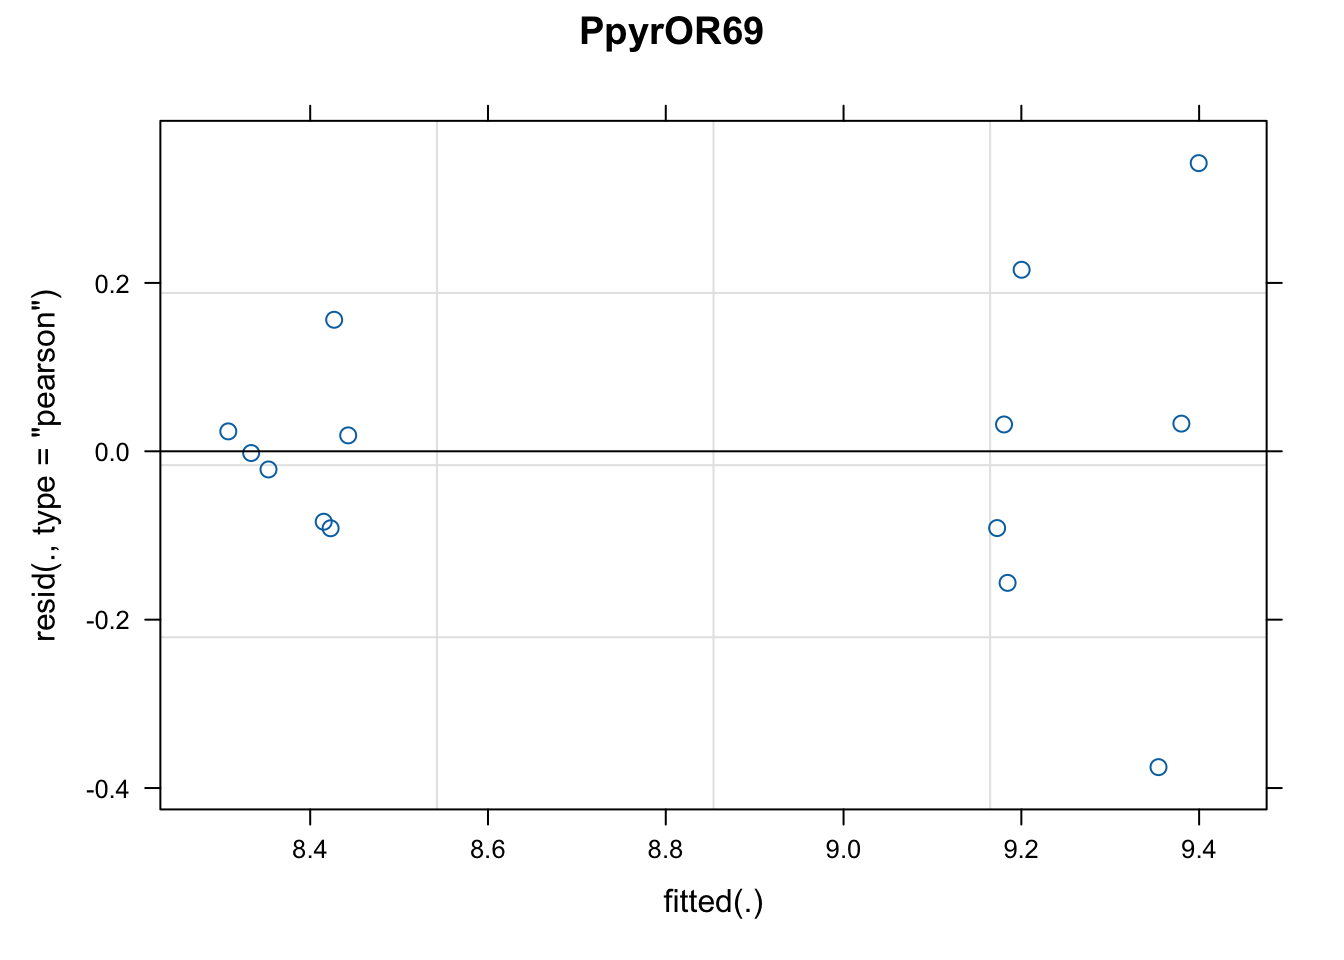 PpyrOR69
resid(., type = "pearson")
0.2
0.0
-0.2
-0.4
8.4 8.6 8.8 9.0 9.2 9.4
fitted(.)